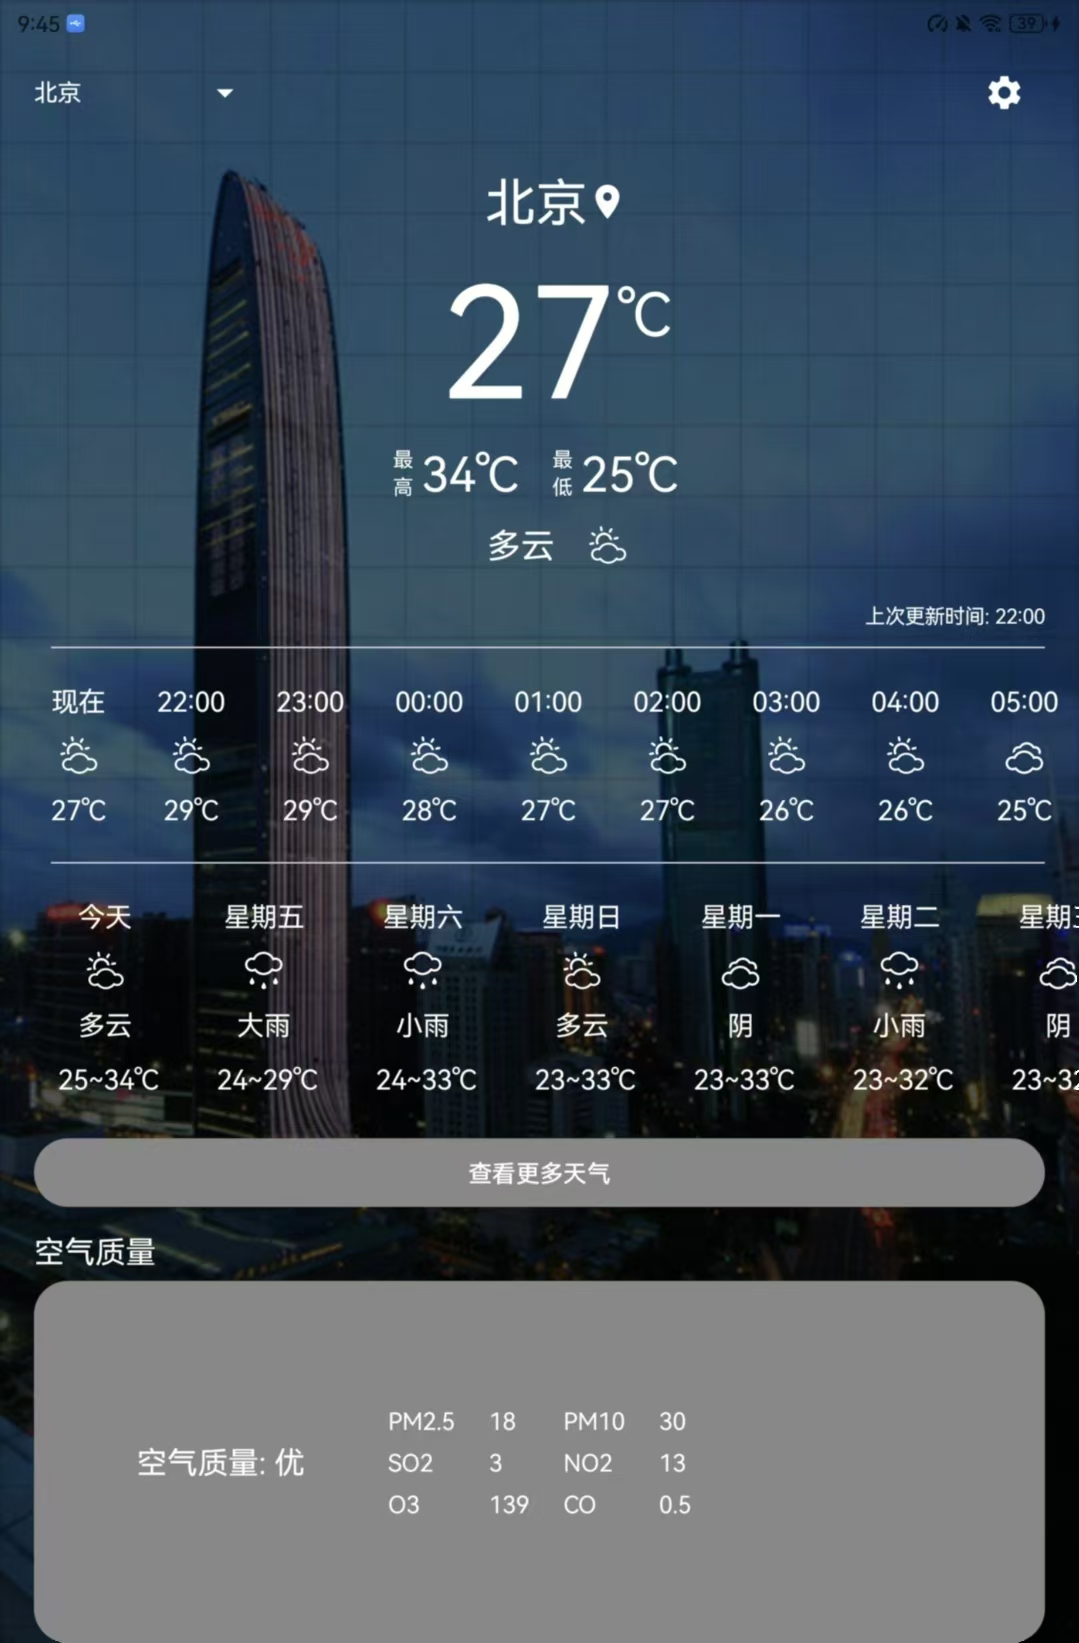 9:45
39
北京
北京
27℃
最高 34℃ 最低 25℃
多云
上次更新时间: 22:00
现在 22:00 23:00 00:00 01:00 02:00 03:00 04:00 05:00
27℃ 29℃ 29℃ 28℃ 27℃ 27℃ 26℃ 26℃ 25℃
今天 星期五 星期六 星期日 星期一 星期二 星期三
多云 大雨 小雨 多云 阴 小雨 阴
25~34℃ 24~29℃ 24~33℃ 23~33℃ 23~33℃ 23~32℃ 23~32
查看更多天气
空气质量
空气质量: 优
PM2.5 18 PM10 30
SO2 3 NO2 13
O3 139 CO 0.5